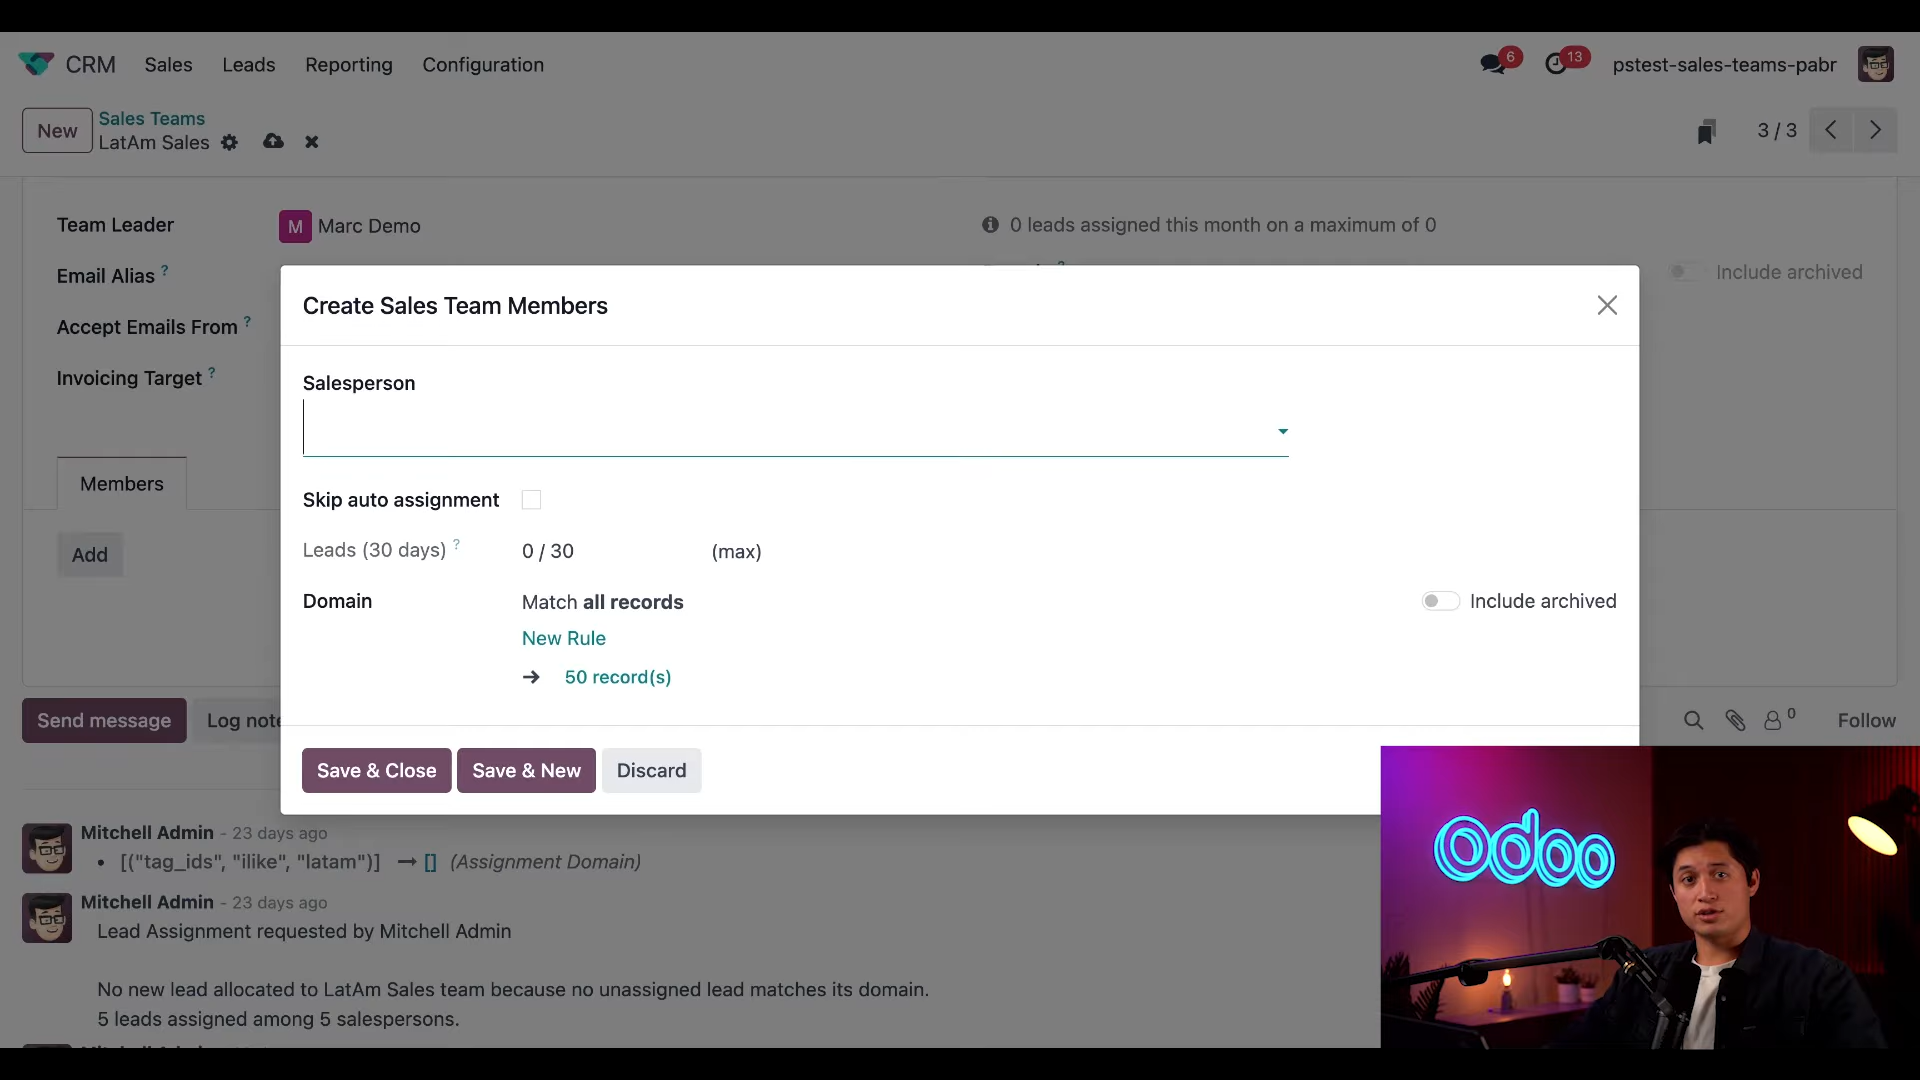 CRM
Sales
Leads
Reporting
Configuration
6
13
pstest-sales-teams-pabr
New
Sales Teams
LatAm Sales
3 / 3
Team Leader
M Marc Demo
0 leads assigned this month on a maximum of 0
Email Alias ?
Include archived
Accept Emails From ?
Invoicing Target ?
Members
Add
Create Sales Team Members
Salesperson
Skip auto assignment
Leads (30 days) ?
0 / 30
(max)
Domain
Match all records
Include archived
New Rule
→ 50 record(s)
Save & Close
Save & New
Discard
Send message
Log note
0
Follow
Mitchell Admin - 23 days ago
• [("tag_ids", "ilike", "latam")] → [] (Assignment Domain)
Mitchell Admin - 23 days ago
Lead Assignment requested by Mitchell Admin
No new lead allocated to LatAm Sales team because no unassigned lead matches its domain.
5 leads assigned among 5 salespersons.
odoo